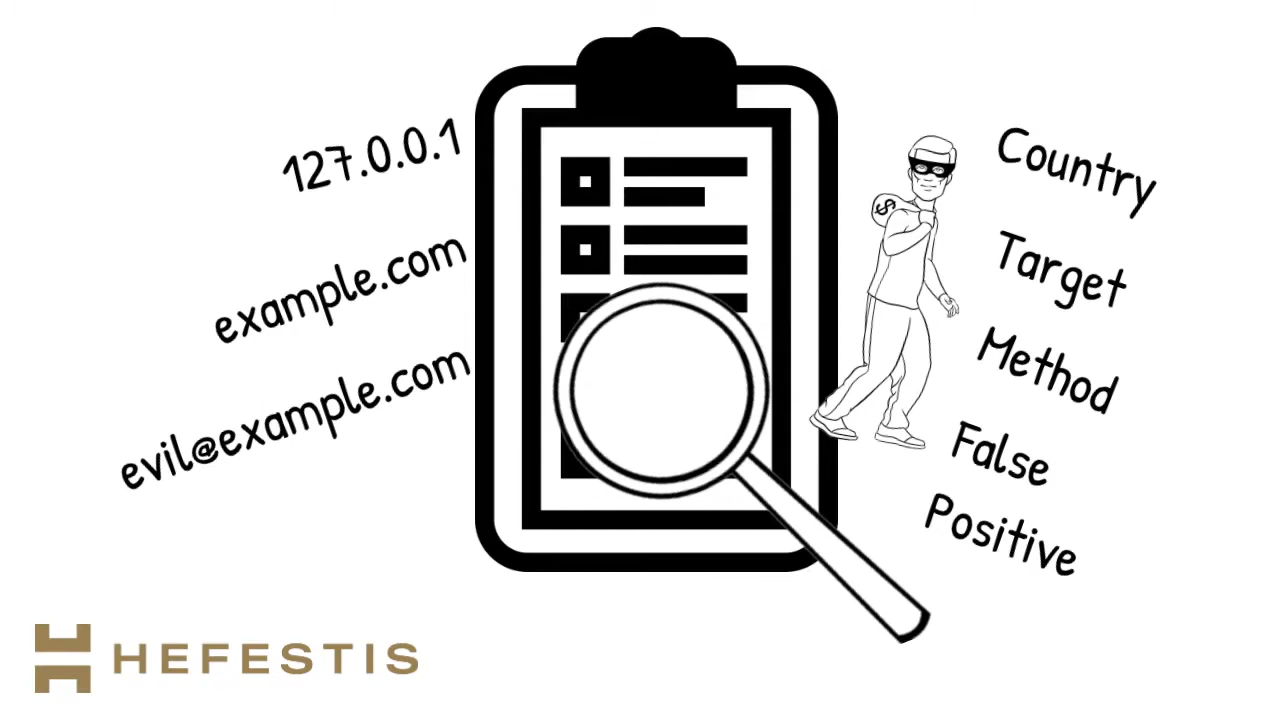 127.0.0.1
example.com
evil@example.com
$
Country
Target
Method
False
Positive
HEFESTIS